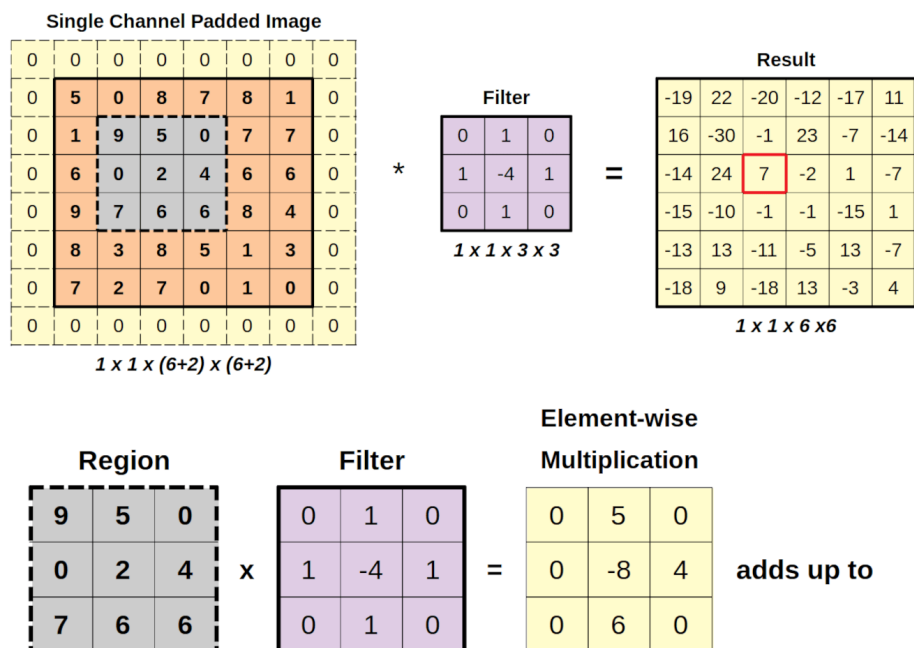 Single Channel Padded Image
0 0 0 0 0 0 0 0
0 5 0 8 7 8 1 0
0 1 9 5 0 7 7 0
0 6 0 2 4 6 6 0
0 9 7 6 6 8 4 0
0 8 3 8 5 1 3 0
0 7 2 7 0 1 0 0
0 0 0 0 0 0 0 0
1 x 1 x (6+2) x (6+2)
*
Filter
0 1 0
1 -4 1
0 1 0
1 x 1 x 3 x 3
=
Result
-19 22 -20 -12 -17 11
16 -30 -1 23 -7 -14
-14 24 7 -2 1 -7
-15 -10 -1 -1 -15 1
-13 13 -11 -5 13 -7
-18 9 -18 13 -3 4
1 x 1 x 6 x6
Region
9 5 0
0 2 4
7 6 6
x
Filter
0 1 0
1 -4 1
0 1 0
=
Element-wise
Multiplication
0 5 0
0 -8 4
0 6 0
adds up to